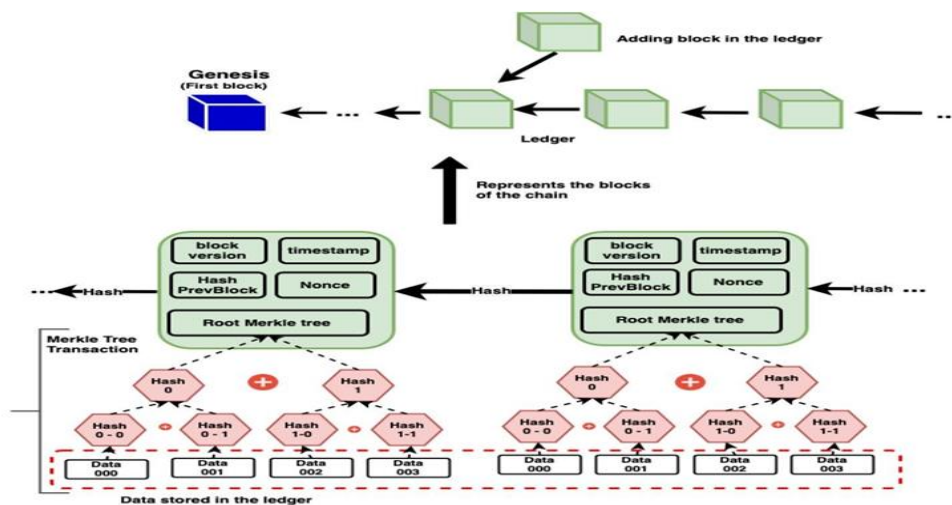 Adding block in the ledger
Genesis
(First block)
...
...
Ledger
Represents the blocks
of the chain
block
version
timestamp
block
version
timestamp
Hash
PrevBlock
Nonce
Hash
PrevBlock
Nonce
...
Hash
Hash
Hash
...
Root Merkle tree
Root Merkle tree
Merkle Tree
Transaction
Hash
0
+
Hash
1
Hash
0
+
Hash
1
Hash
0 - 0
+
Hash
0 - 1
Hash
1-0
+
Hash
1-1
Hash
0 - 0
+
Hash
0 - 1
Hash
1-0
+
Hash
1-1
Data
000
Data
001
Data
002
Data
003
Data
000
Data
001
Data
002
Data
003
Data stored in the ledger